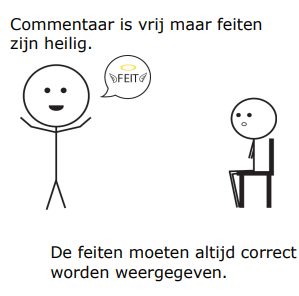 Commentaar is vrij maar feiten
zijn heilig.
FEIT
De feiten moeten altijd correct
worden weergegeven.